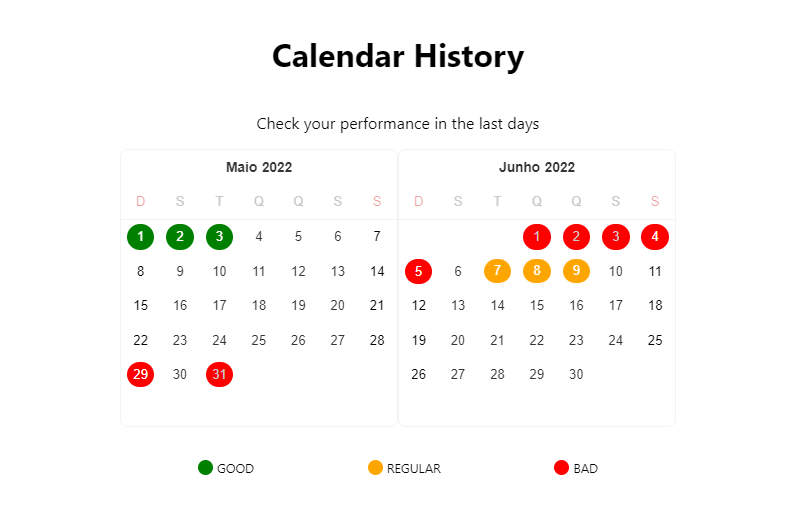 Calendar History
Check your performance in the last days
Maio 2022
D S T Q Q S S
1 2 3 4 5 6 7
8 9 10 11 12 13 14
15 16 17 18 19 20 21
22 23 24 25 26 27 28
29 30 31
Junho 2022
D S T Q Q S S
1 2 3 4
5 6 7 8 9 10 11
12 13 14 15 16 17 18
19 20 21 22 23 24 25
26 27 28 29 30
GOOD REGULAR BAD